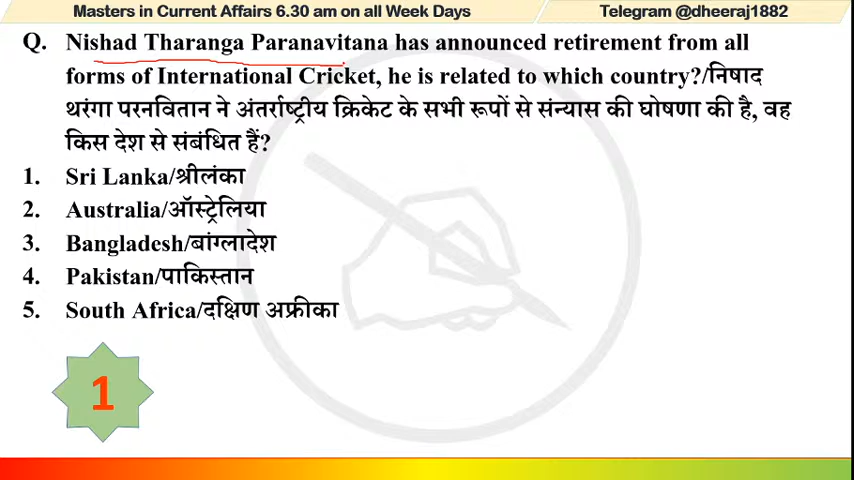 Masters in Current Affairs 6.30 am on all Week Days Telegram @dheeraj1882
Q. Nishad Tharanga Paranavitana has announced retirement from all
forms of International Cricket, he is related to which country?/निषाद
थरंगा परनवितान ने अंतर्राष्ट्रीय क्रिकेट के सभी रूपों से संन्यास की घोषणा की है, वह
किस देश से संबंधित हैं?
1. Sri Lanka/श्रीलंका
2. Australia/ऑस्ट्रेलिया
3. Bangladesh/बांग्लादेश
4. Pakistan/पाकिस्तान
5. South Africa/दक्षिण अफ्रीका
1